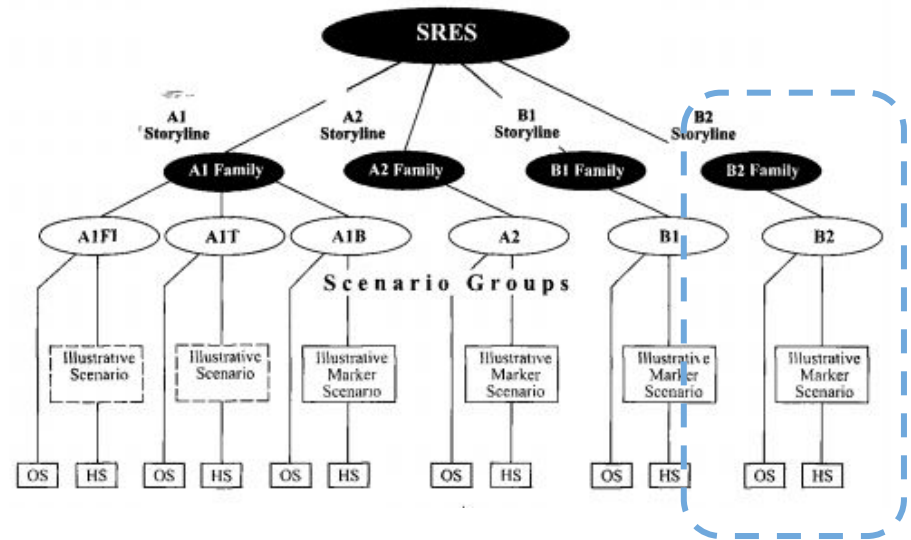 SRES
A1
Storyline
A2
Storyline
B1
Storyline
B2
Storyline
A1 Family
A2 Family
B1 Family
B2 Family
A1FI
A1T
A1B
A2
B1
B2
Scenario Groups
Illustrative
Scenario
Illustrative
Scenario
Illustrative
Marker
Scenario
Illustrative
Marker
Scenario
Illustrative
Marker
Scenario
Illustrative
Marker
Scenario
OS
HS
OS
HS
OS
HS
OS
HS
OS
HS
OS
HS